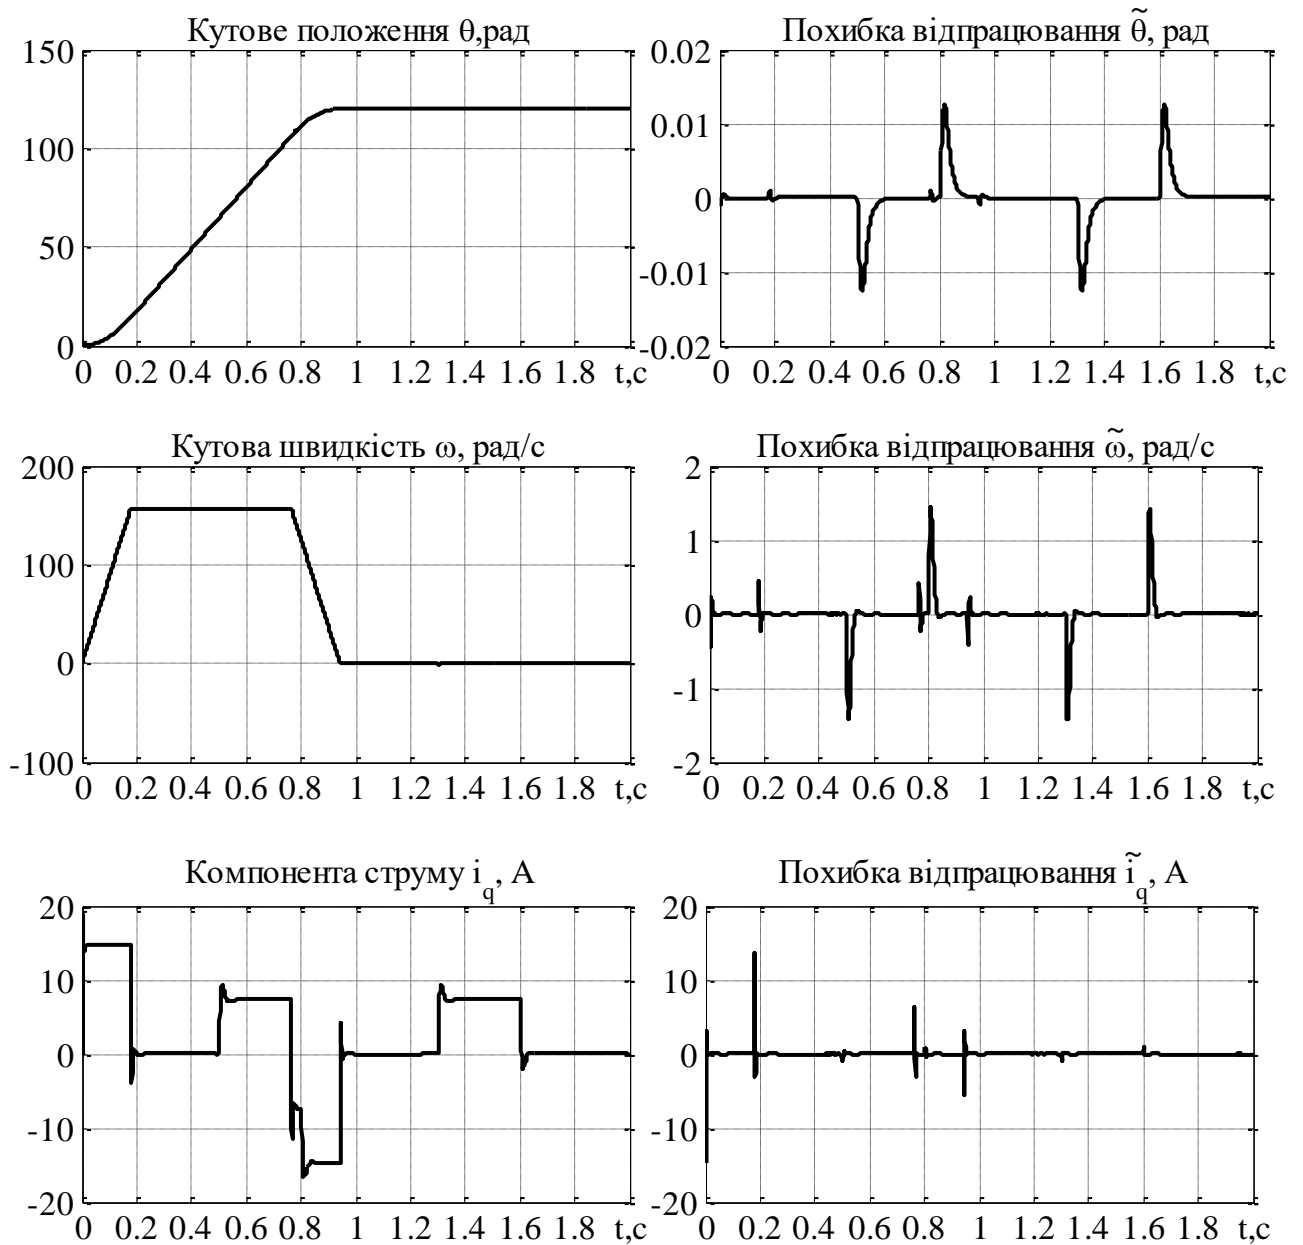 Кутове положення θ,рад
150
100
50
0
0 0.2 0.4 0.6 0.8 1 1.2 1.4 1.6 1.8 t,c
Похибка відпрацювання θ̃, рад
0.02
0.01
0
-0.01
-0.02
0 0.2 0.4 0.6 0.8 1 1.2 1.4 1.6 1.8 t,c
Кутова швидкість ω, рад/с
200
100
0
-100
0 0.2 0.4 0.6 0.8 1 1.2 1.4 1.6 1.8 t,c
Похибка відпрацювання ω̃, рад/с
2
1
0
-1
-2
0 0.2 0.4 0.6 0.8 1 1.2 1.4 1.6 1.8 t,c
Компонента струму i_q, А
20
10
0
-10
-20
0 0.2 0.4 0.6 0.8 1 1.2 1.4 1.6 1.8 t,c
Похибка відпрацювання ĩ_q, А
20
10
0
-10
-20
0 0.2 0.4 0.6 0.8 1 1.2 1.4 1.6 1.8 t,c